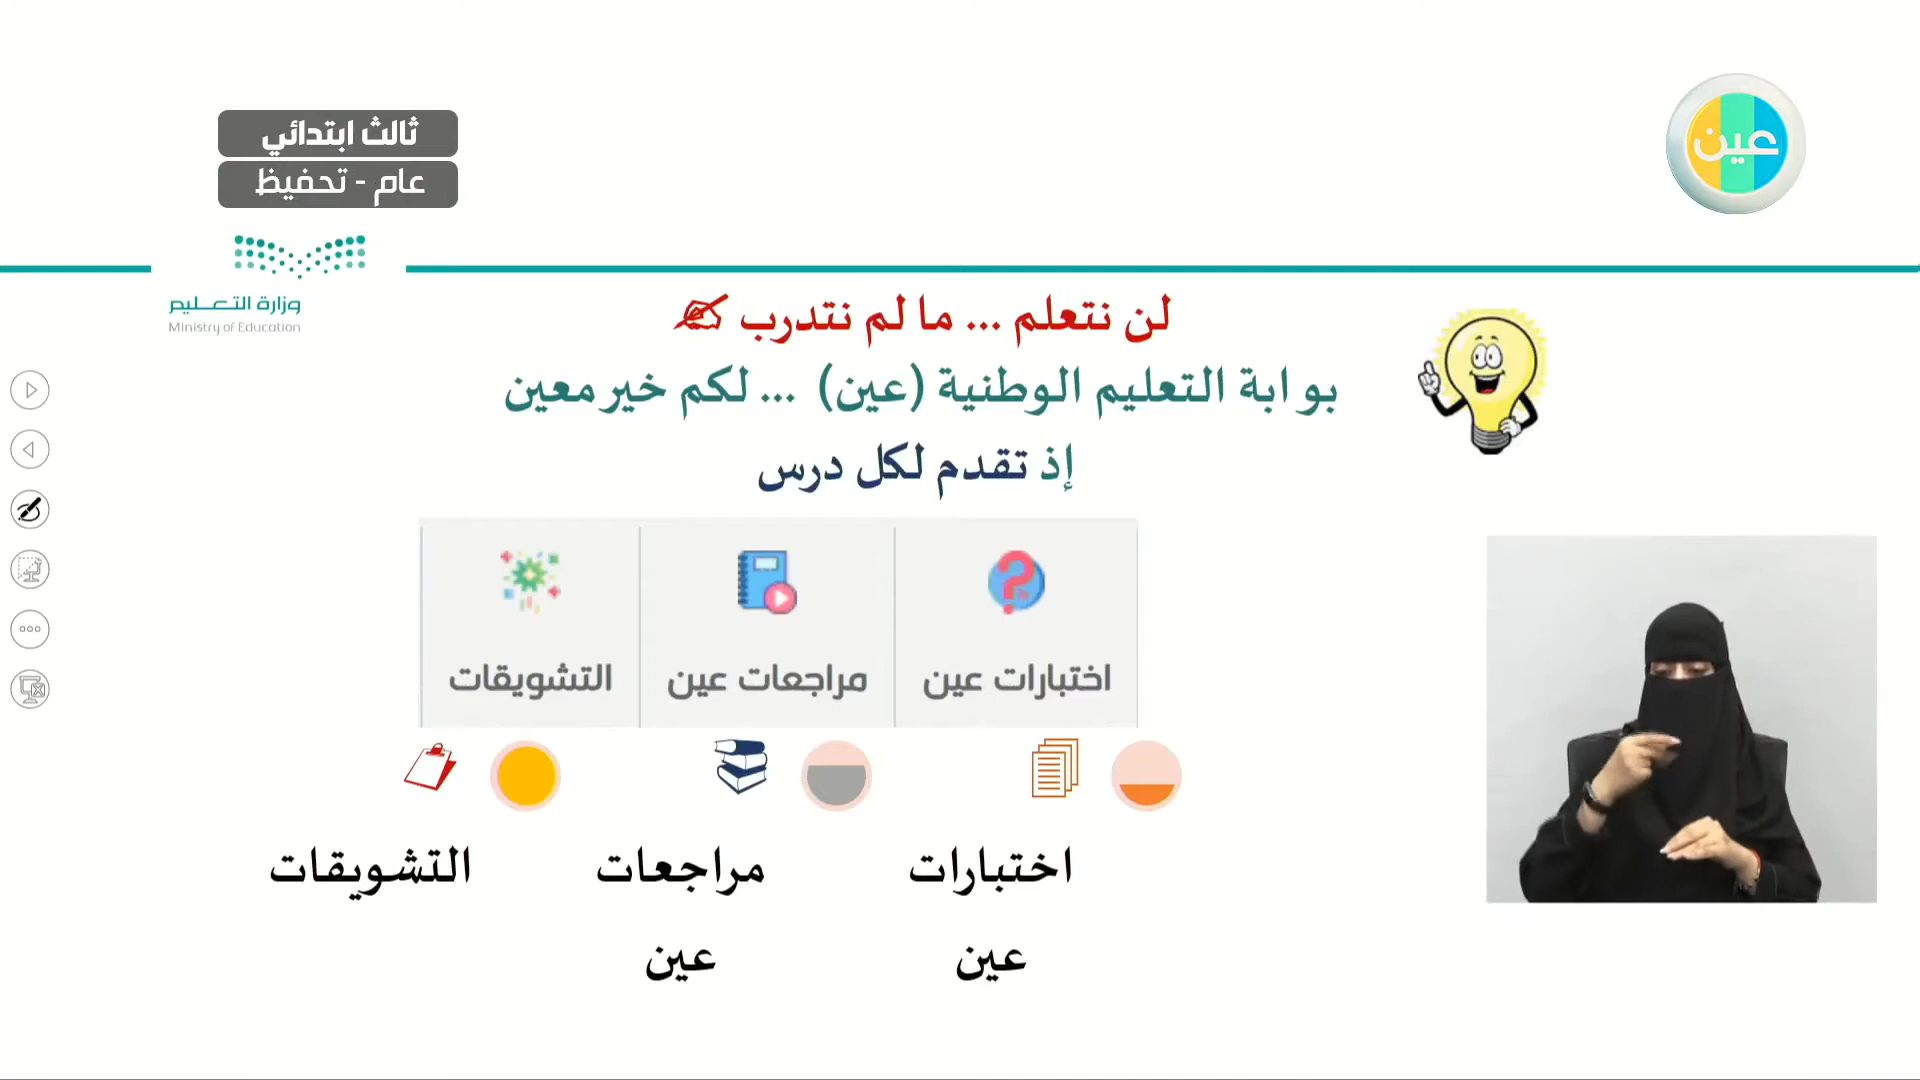 عين
ثالث ابتدائي
عام - تحفيظ
وزارة التعليم
Ministry of Education
لن نتعلم ... ما لم نتدرب
بوابة التعليم الوطنية (عين) ... لكم خير معين
إذ تقدم لكل درس
اختبارات عين
مراجعات عين
التشويقات
اختبارات
عين
مراجعات
عين
التشويقات